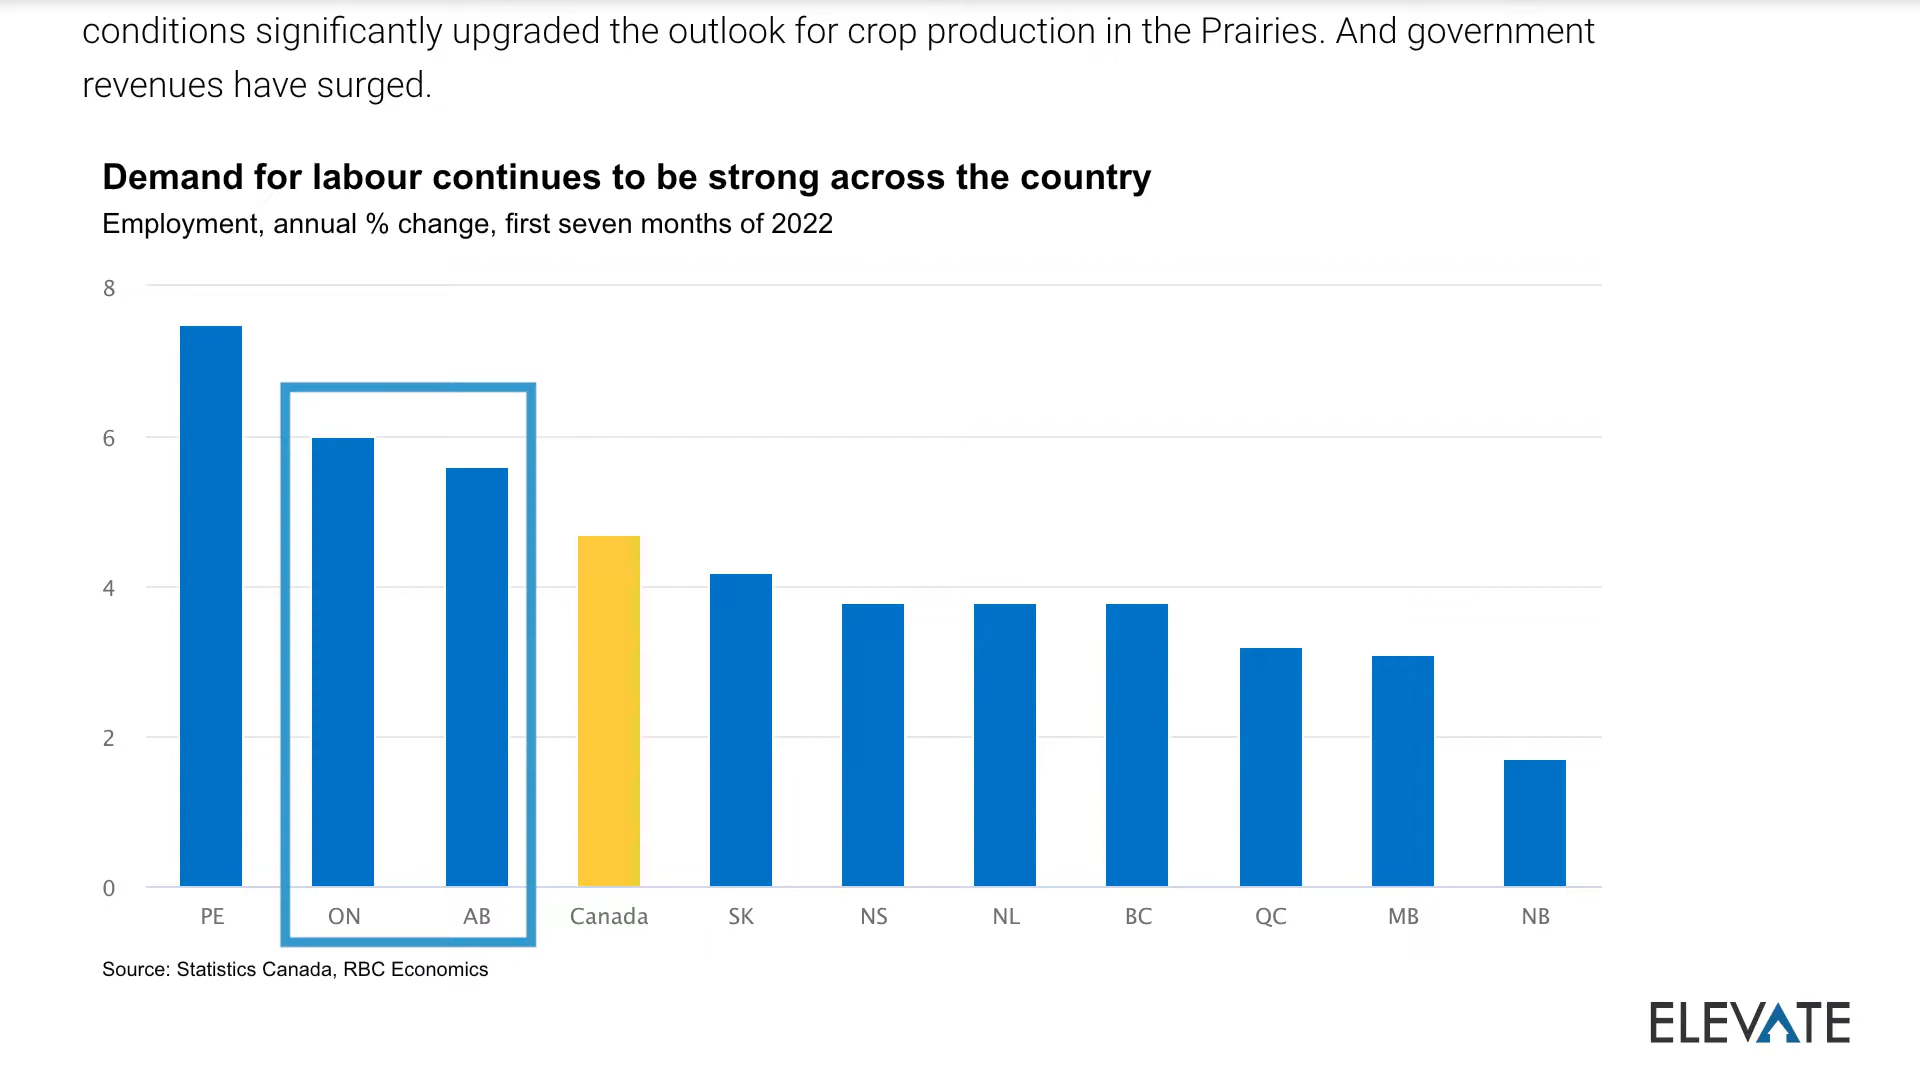 conditions significantly upgraded the outlook for crop production in the Prairies. And government
revenues have surged.
Demand for labour continues to be strong across the country
Employment, annual % change, first seven months of 2022
8
6
4
2
0
PE ON AB Canada SK NS NL BC QC MB NB
Source: Statistics Canada, RBC Economics
ELEVATE